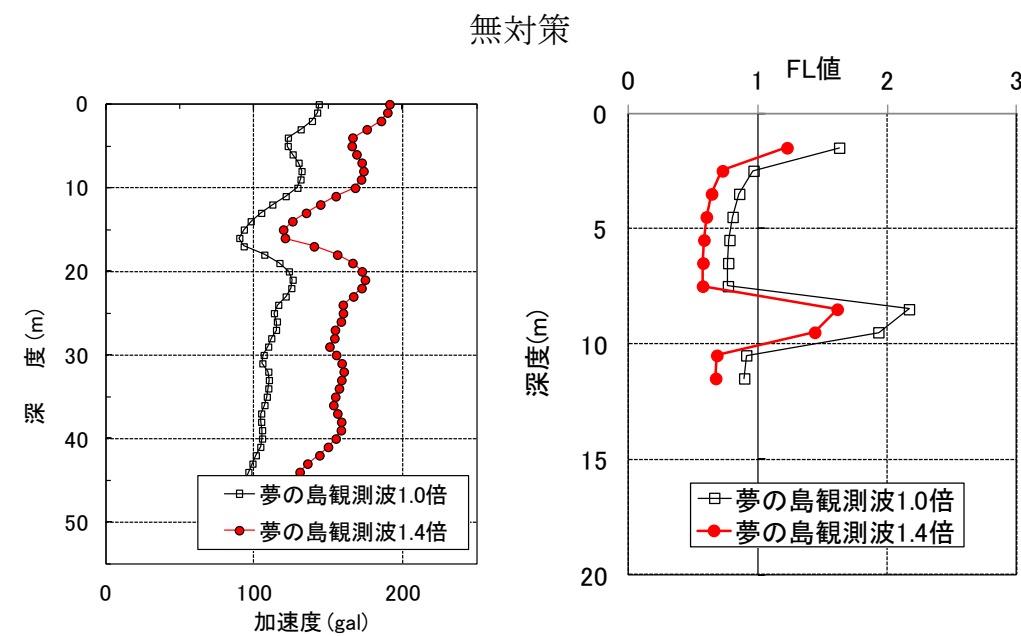 無対策
0
10
20
30
40
50
深 度(m)
0 100 200
加速度(gal)
夢の島観測波1.0倍
夢の島観測波1.4倍
FL値
0 1 2 3
0
5
10
15
20
深度(m)
夢の島観測波1.0倍
夢の島観測波1.4倍